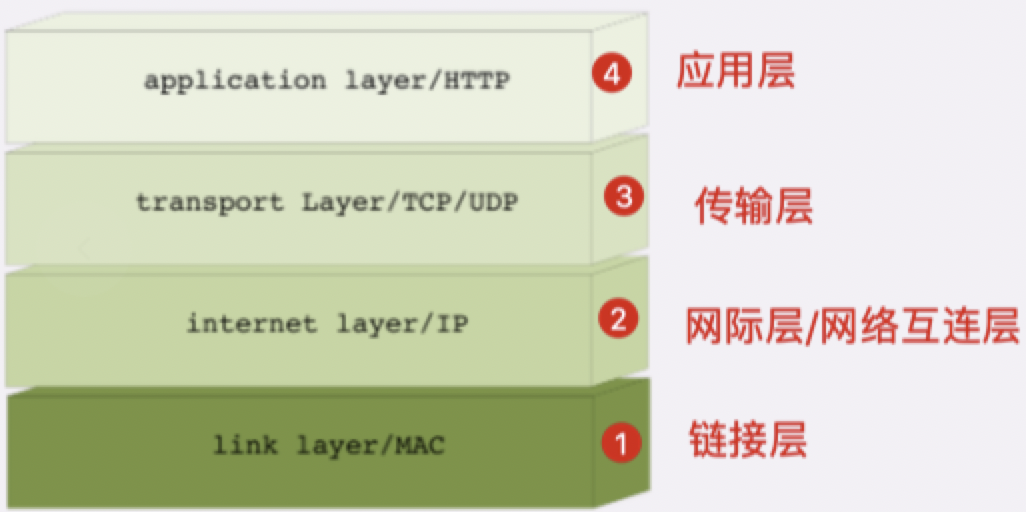 application layer/HTTP 4 应用层
transport Layer/TCP/UDP 3 传输层
internet layer/IP 2 网际层/网络互连层
link layer/MAC 1 链接层